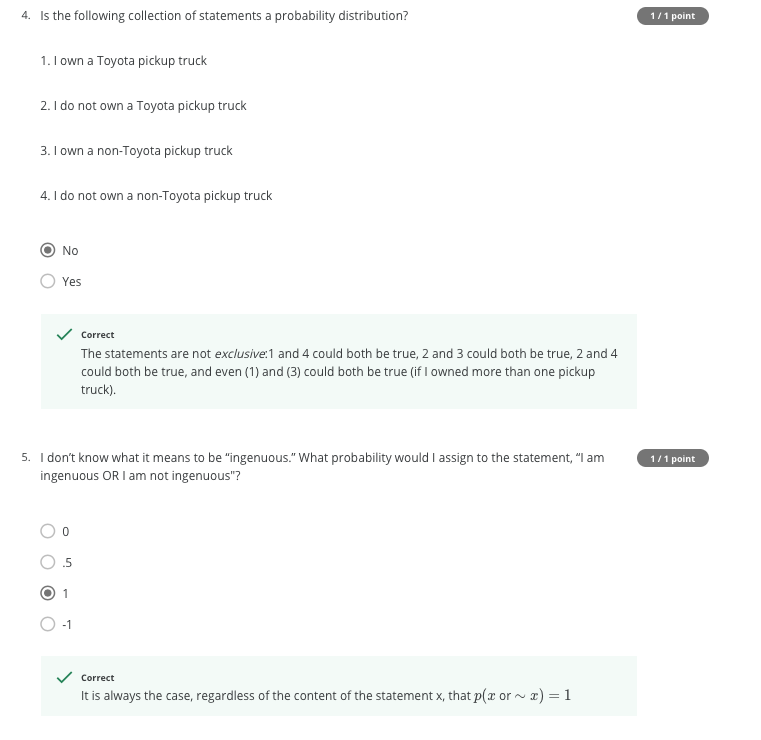 4. Is the following collection of statements a probability distribution?
1 / 1 point
1. I own a Toyota pickup truck
2. I do not own a Toyota pickup truck
3. I own a non-Toyota pickup truck
4. I do not own a non-Toyota pickup truck
No
Yes
Correct
The statements are not exclusive:1 and 4 could both be true, 2 and 3 could both be true, 2 and 4
could both be true, and even (1) and (3) could both be true (if I owned more than one pickup
truck).
5. I don't know what it means to be “ingenuous.” What probability would I assign to the statement, “I am
1 / 1 point
ingenuous OR I am not ingenuous"?
0
.5
1
-1
Correct
It is always the case, regardless of the content of the statement x, that p(x or ∼ x) = 1